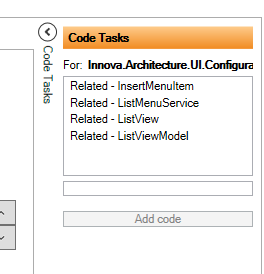 Code Tasks
Code Tasks
For: Innova.Architecture.UI.Configura
Related - InsertMenuItem
Related - ListMenuService
Related - ListView
Related - ListViewModel
Add code